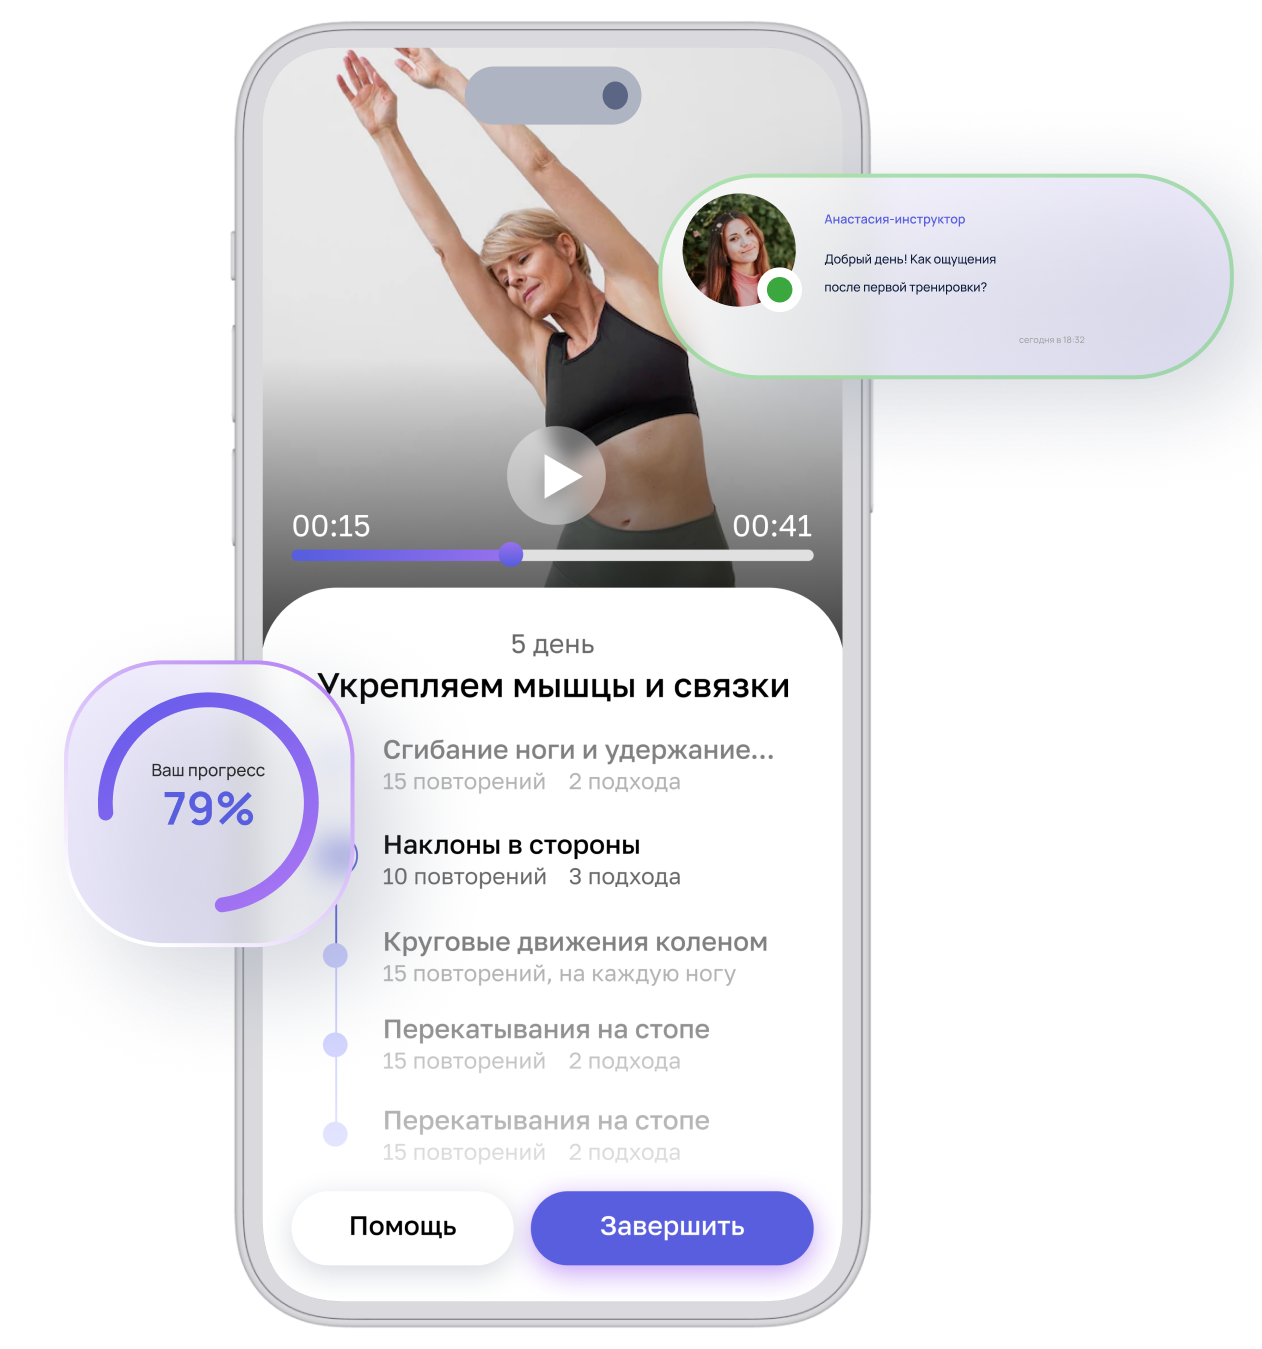 Анастасия-инструктор
Добрый день! Как ощущения
после первой тренировки?
сегодня в 18:32
00:15 00:41
5 день
Укрепляем мышцы и связки
Ваш прогресс
79%
Сгибание ноги и удержание...
15 повторений 2 подхода
Наклоны в стороны
10 повторений 3 подхода
Круговые движения коленом
15 повторений, на каждую ногу
Перекатывания на стопе
15 повторений 2 подхода
Перекатывания на стопе
15 повторений 2 подхода
Помощь Завершить